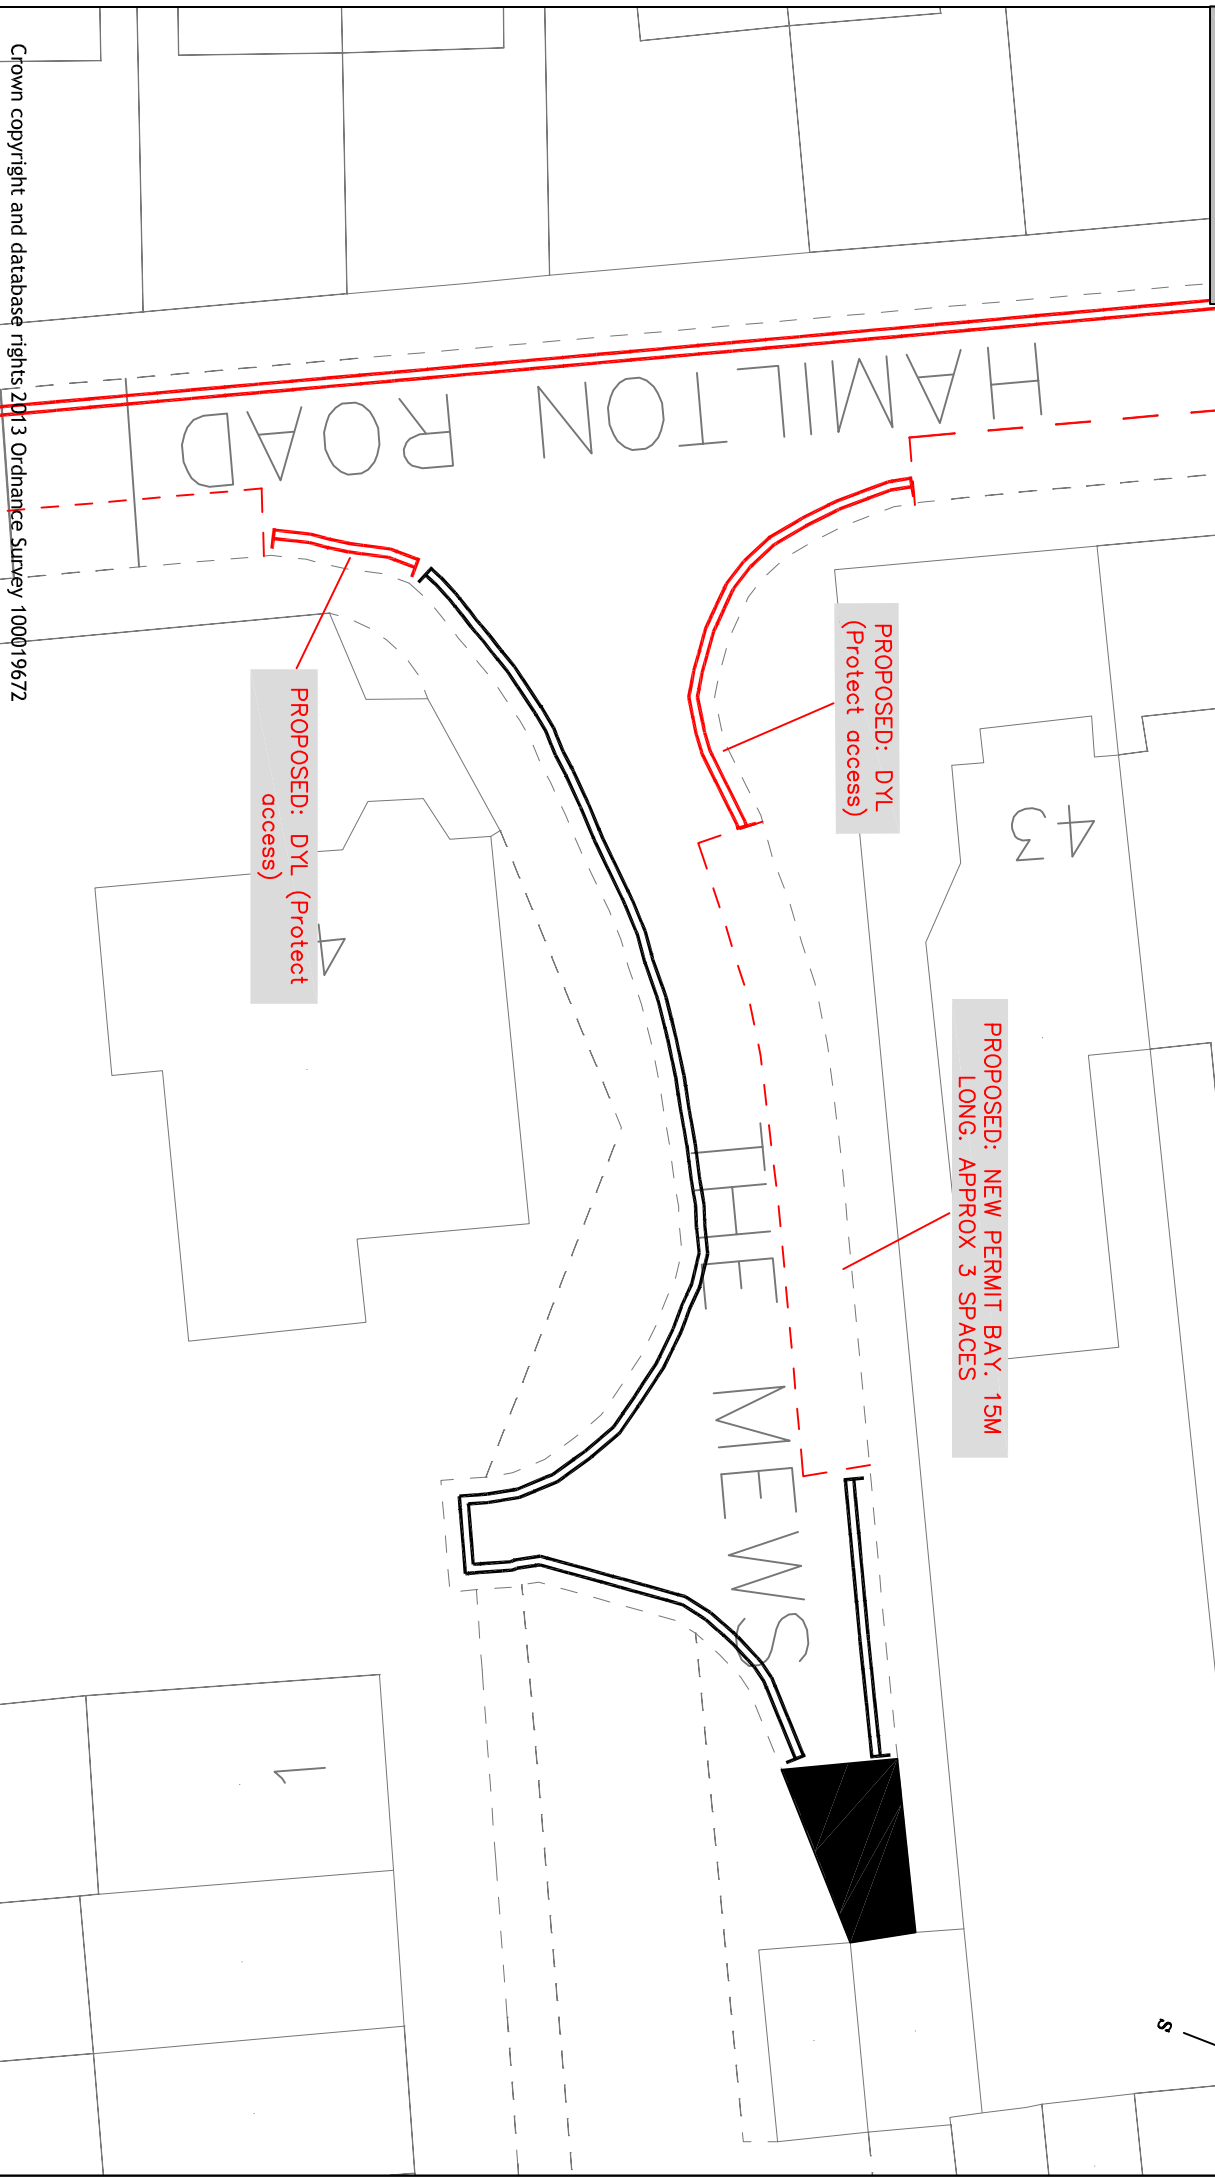 HAMILTON ROAD
PROPOSED: DYL
(Protect access)
43
PROPOSED: NEW PERMIT BAY. 15M
LONG. APPROX 3 SPACES
THE MEWS
PROPOSED: DYL (Protect
access)
4
1
S
Crown copyright and database rights 2013 Ordnance Survey 100019672